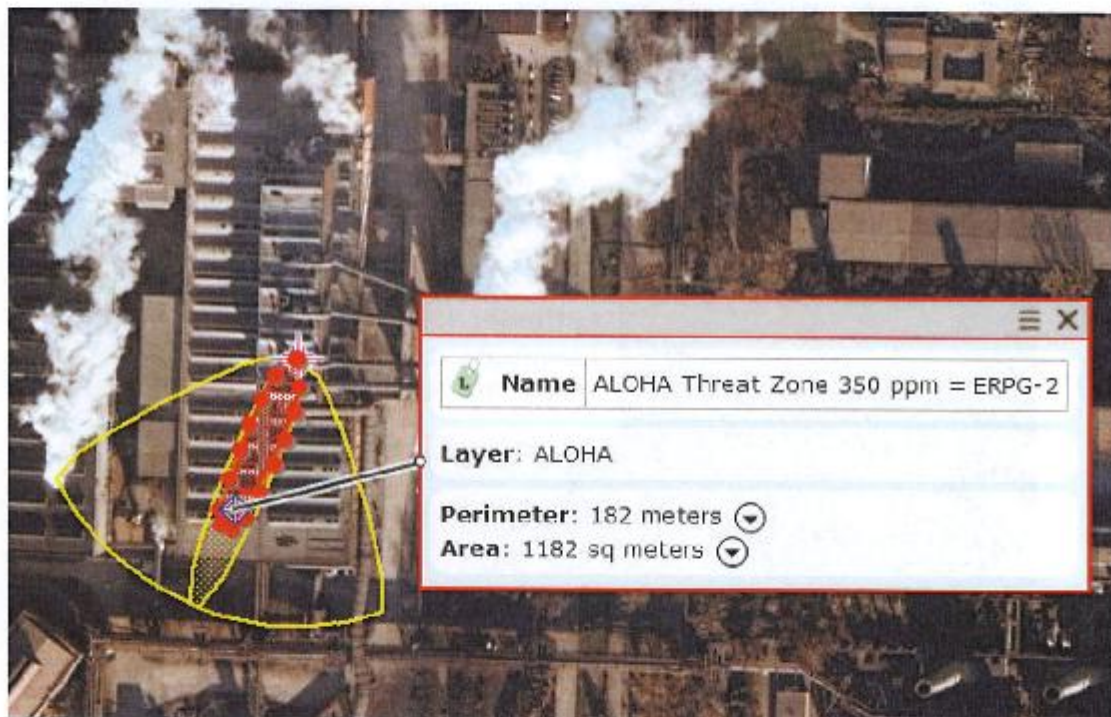 L Name ALOHA Threat Zone 350 ppm = ERPG-2
Layer: ALOHA
Perimeter: 182 meters
Area: 1182 sq meters